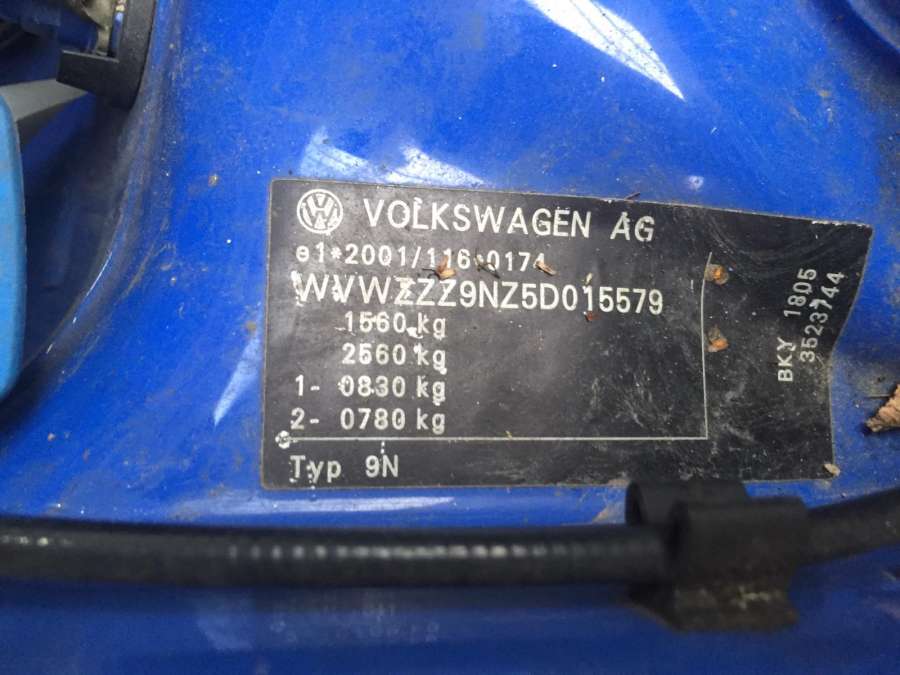 VOLKSWAGEN AG
e1*2001/116*0174
WVWZZZ9NZ5D015579
1560 kg
2560 kg
1- 0830 kg
2- 0780 kg
Typ 9N
BKY 1805
3523744